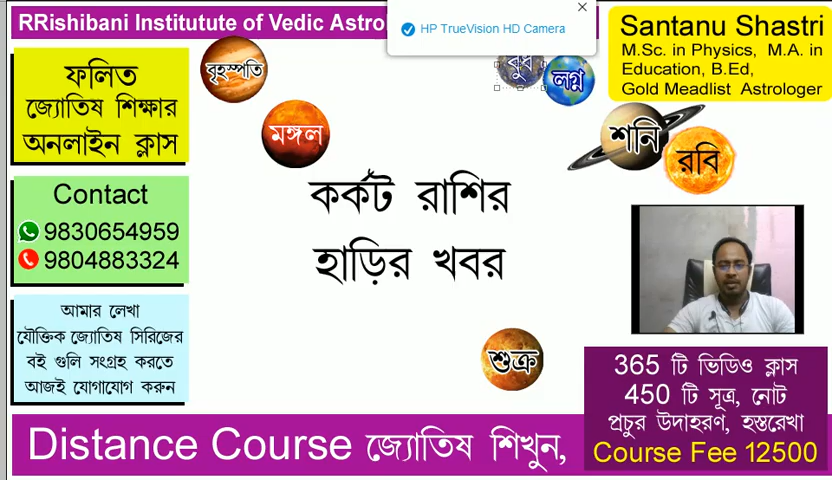 RRishibani Institutute of Vedic Astro
HP TrueVision HD Camera
Santanu Shastri
M.Sc. in Physics, M.A. in
Education, B.Ed,
Gold Meadlist Astrologer
ফলিত
জ্যোতিষ শিক্ষার
অনলাইন ক্লাস
বৃহস্পতি
মঙ্গল
বুধ
লগ্ন
শনি
রবি
কর্কট রাশির
হাড়ির খবর
Contact
9830654959
9804883324
আমার লেখা
যৌক্তিক জ্যোতিষ সিরিজের
বই গুলি সংগ্রহ করতে
আজই যোগাযোগ করুন
শুক্র
365 টি ভিডিও ক্লাস
450 টি সূত্র, নোট
প্রচুর উদাহরণ, হস্তরেখা
Course Fee 12500
Distance Course জ্যোতিষ শিখুন,